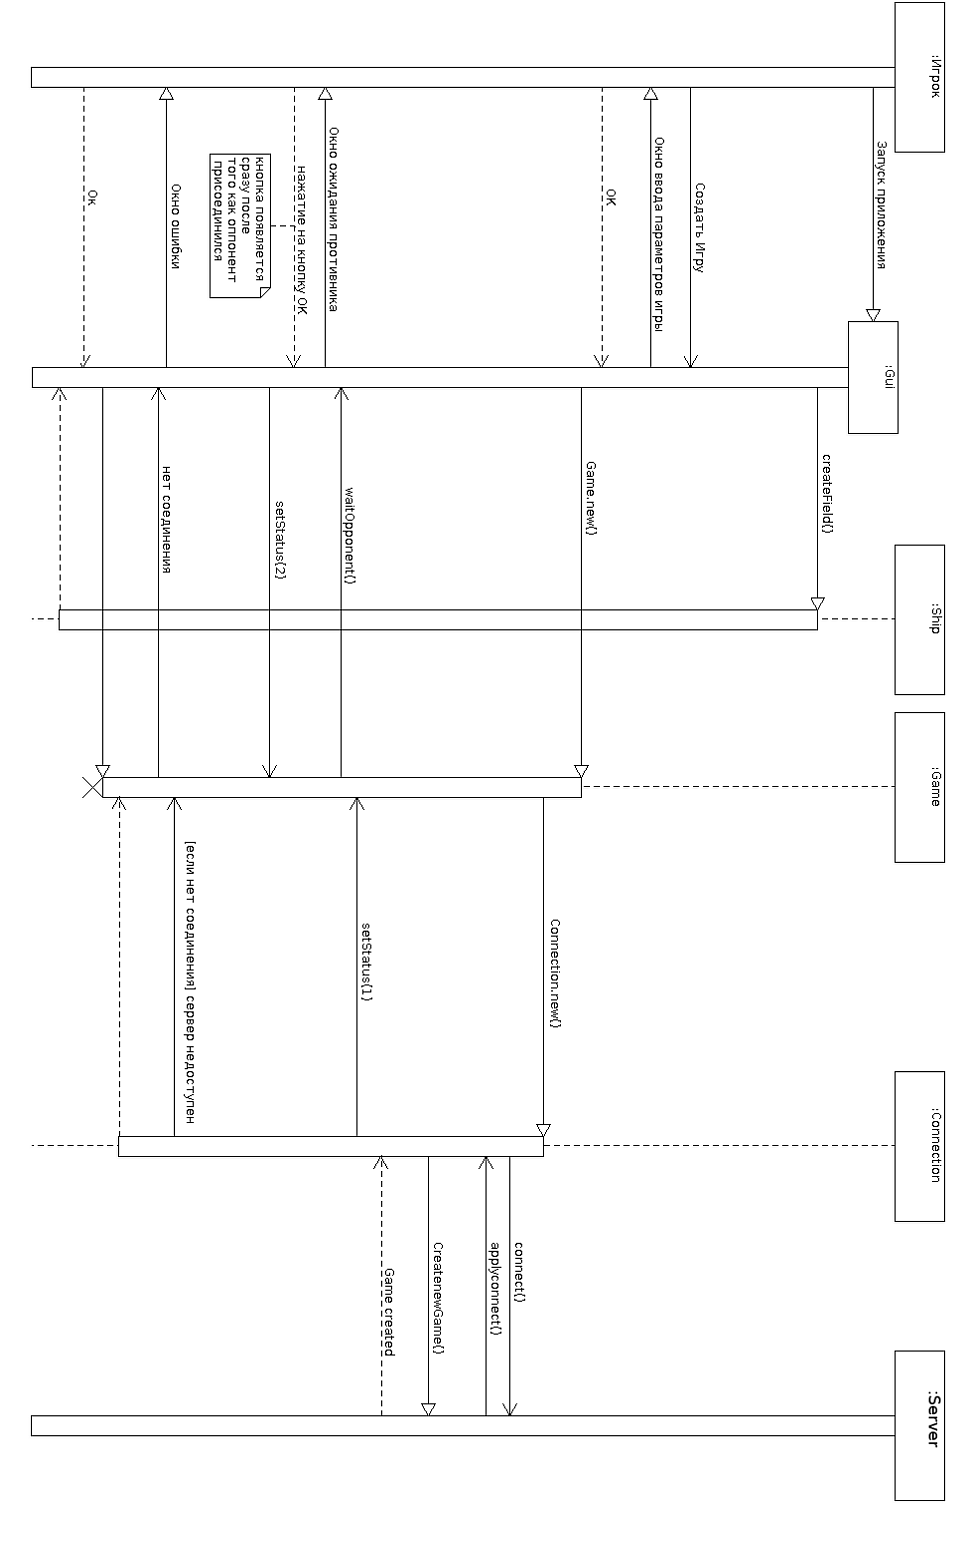 :Игрок
:Gui
:Ship
:Game
:Connection
:Server
Запуск приложения
createField()
Создать Игру
Окно ввода параметров игры
OK
Game.new()
Connection.new()
connect()
applyconnect()
CreatenewGame()
Game created
setStatus(1)
waitOpponent()
Окно ожидания противника
нажатие на кнопку OK
кнопка появляется
сразу после
того как оппонент
присоединился
setStatus(2)
[если нет соединения] сервер недоступен
нет соединения
Окно ошибки
Ок